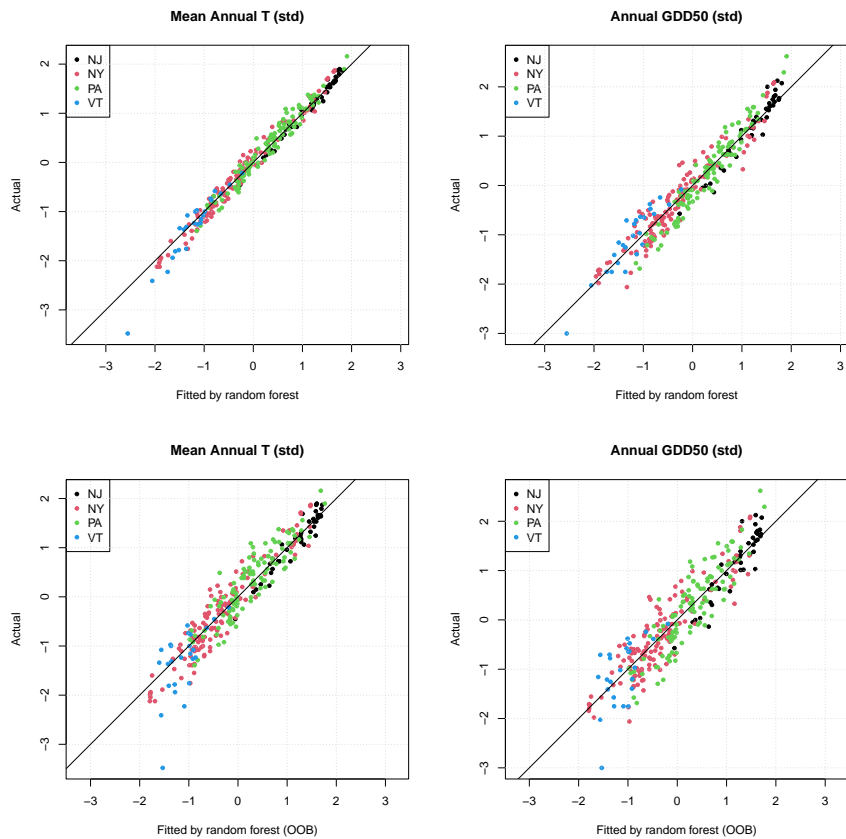 Mean Annual T (std)
NJ
NY
PA
VT
2
1
0
−1
−2
−3
Actual
−3 −2 −1 0 1 2 3
Fitted by random forest
Annual GDD50 (std)
NJ
NY
PA
VT
3
2
1
0
−1
−2
−3
Actual
−3 −2 −1 0 1 2 3
Fitted by random forest
Mean Annual T (std)
NJ
NY
PA
VT
2
1
0
−1
−2
−3
Actual
−3 −2 −1 0 1 2 3
Fitted by random forest (OOB)
Annual GDD50 (std)
NJ
NY
PA
VT
2
1
0
−1
−2
−3
Actual
−3 −2 −1 0 1 2 3
Fitted by random forest (OOB)